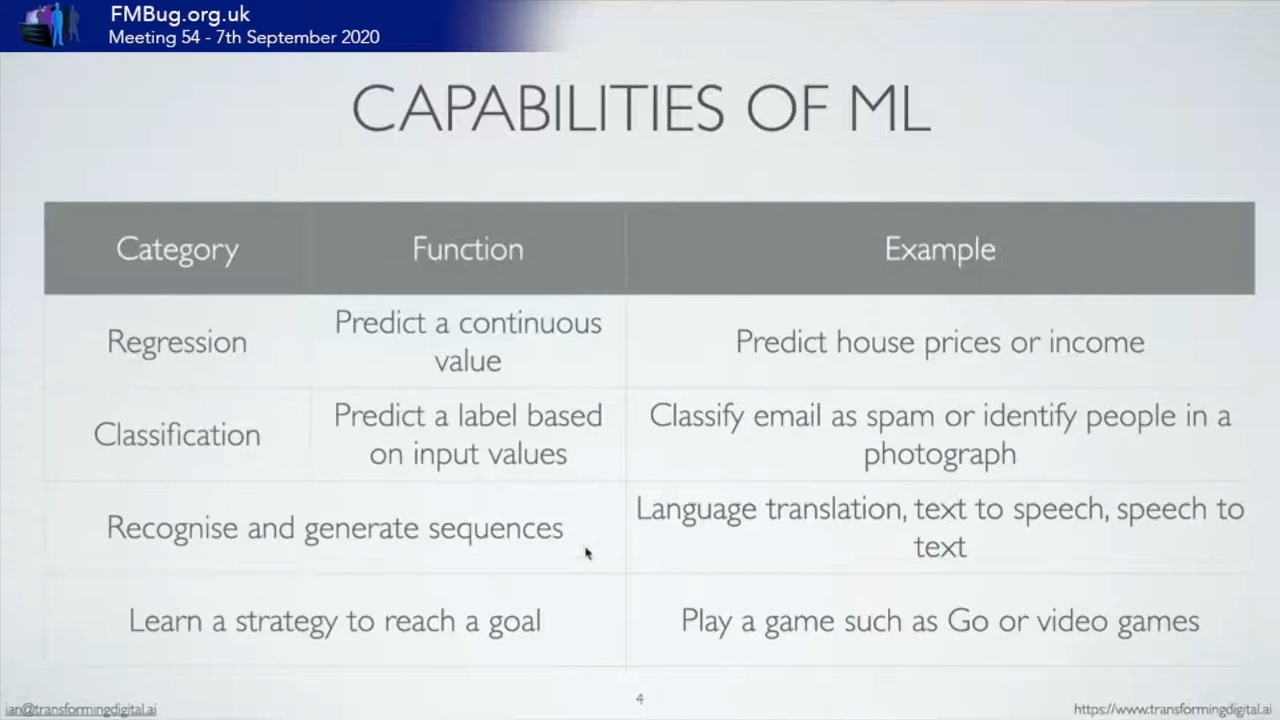 FMBug.org.uk
Meeting 54 - 7th September 2020
CAPABILITIES OF ML
Category
Function
Example
Regression
Predict a continuous
value
Predict house prices or income
Classification
Predict a label based
on input values
Classify email as spam or identify people in a
photograph
Recognise and generate sequences
Language translation, text to speech, speech to
text
Learn a strategy to reach a goal
Play a game such as Go or video games
4
ian@transformingdigital.ai
https://www.transformingdigital.ai